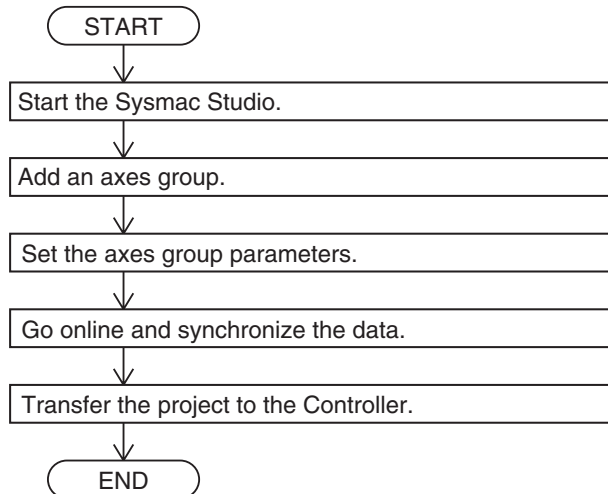 START
Start the Sysmac Studio.
Add an axes group.
Set the axes group parameters.
Go online and synchronize the data.
Transfer the project to the Controller.
END